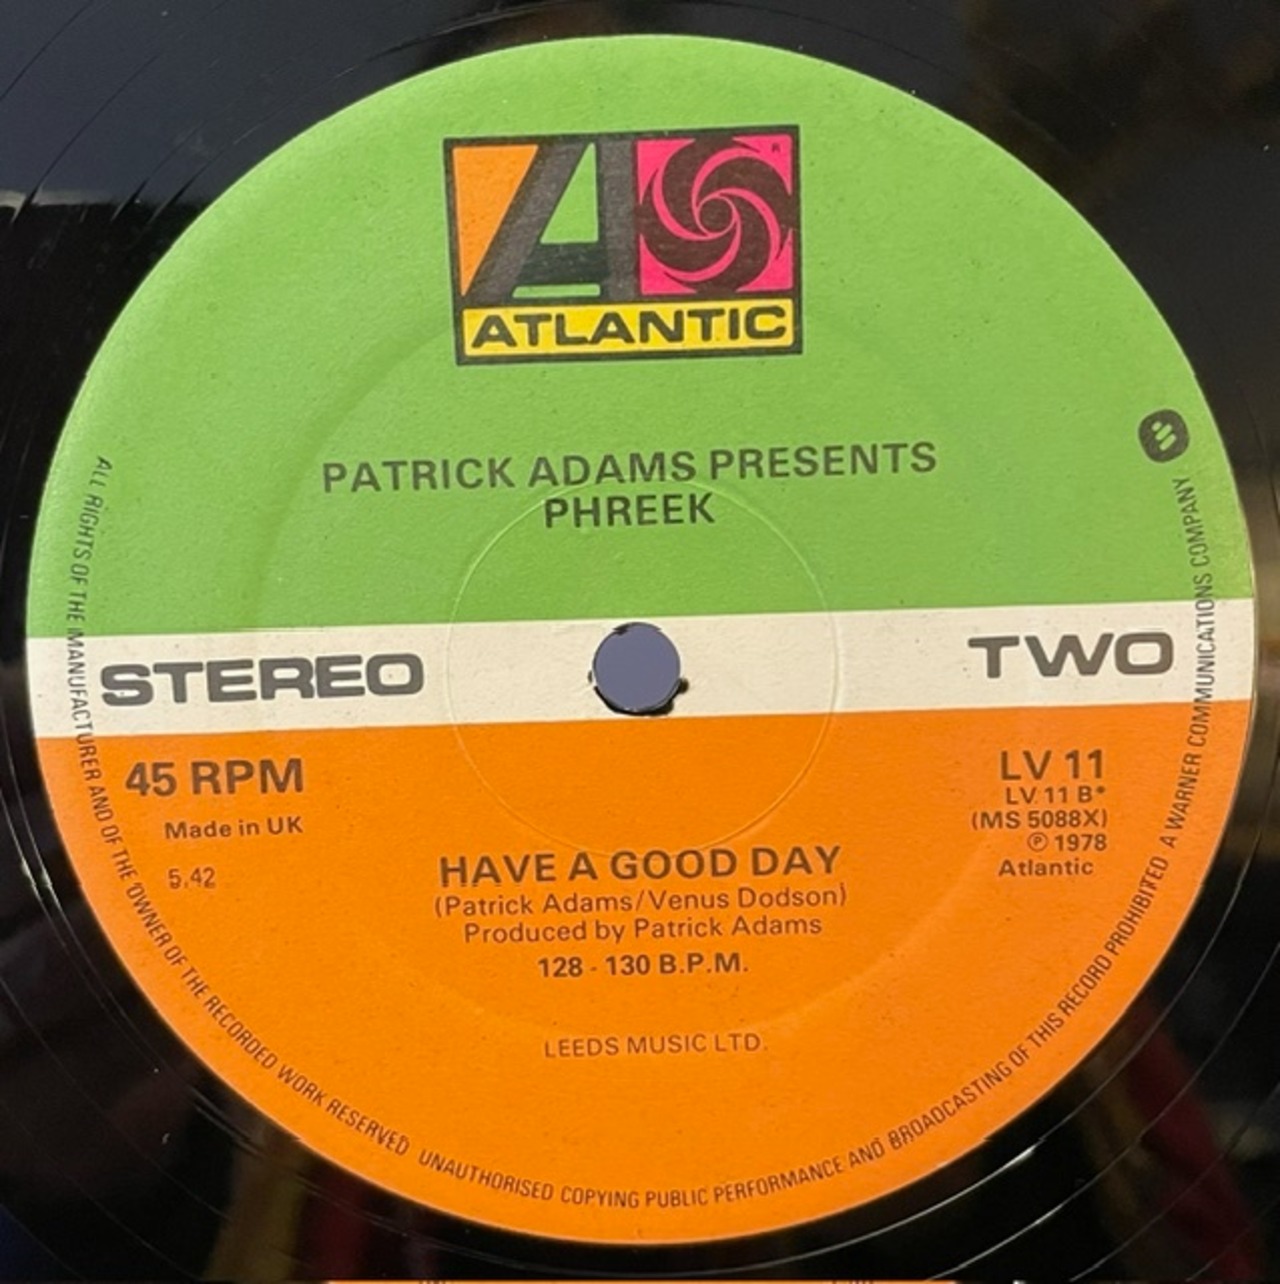 ATLANTIC
PATRICK ADAMS PRESENTS
PHREEK
STEREO
TWO
45 RPM
Made in UK
5.42
LV 11
LV. 11 B*
(MS 5088X)
℗ 1978
Atlantic
HAVE A GOOD DAY
(Patrick Adams/Venus Dodson)
Produced by Patrick Adams
128 - 130 B.P.M.
LEEDS MUSIC LTD.
ALL RIGHTS OF THE MANUFACTURER AND OF THE OWNER OF THE RECORDED WORK RESERVED UNAUTHORISED COPYING PUBLIC PERFORMANCE AND BROADCASTING OF THIS RECORD PROHIBITED A WARNER COMMUNICATIONS COMPANY